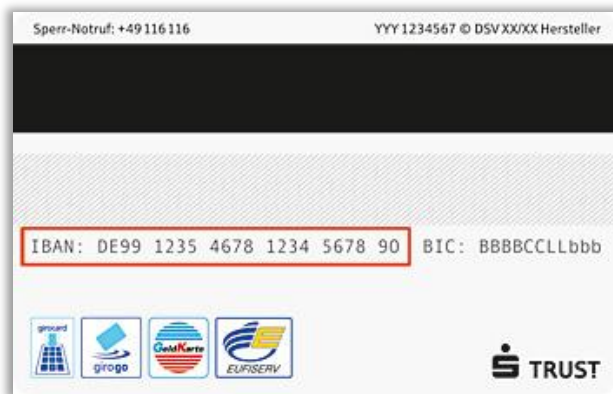 Sperr-Notruf: +49 116 116 YYY 1234567 © DSV XX/XX Hersteller
IBAN: DE99 1235 4678 1234 5678 90 BIC: BBBBCCLLbbb
girocard girogo GeldKarte EUFISERV
TRUST